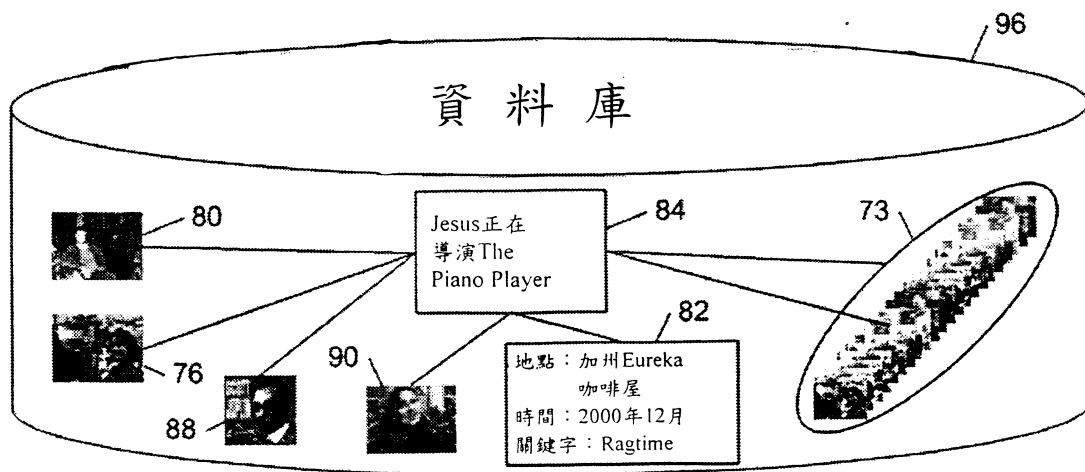 96
資料庫
80
84
73
Jesus正在
導演The
Piano Player
82
76
90
88
地點：加州Eureka
咖啡屋
時間：2000年12月
關鍵字：Ragtime